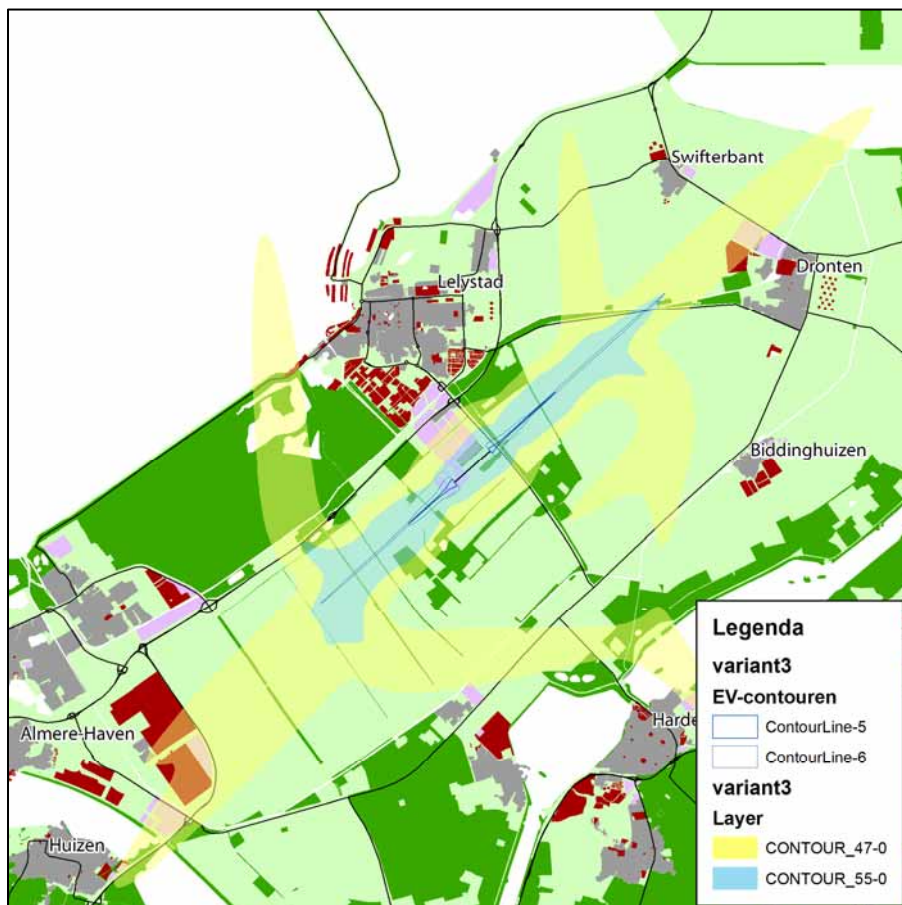 Swifterbant
Dronten
Lelystad
Biddinghuizen
Almere-Haven
Harde
Huizen
Legenda
variant3
EV-contouren
ContourLine-5
ContourLine-6
variant3
Layer
CONTOUR_47-0
CONTOUR_55-0